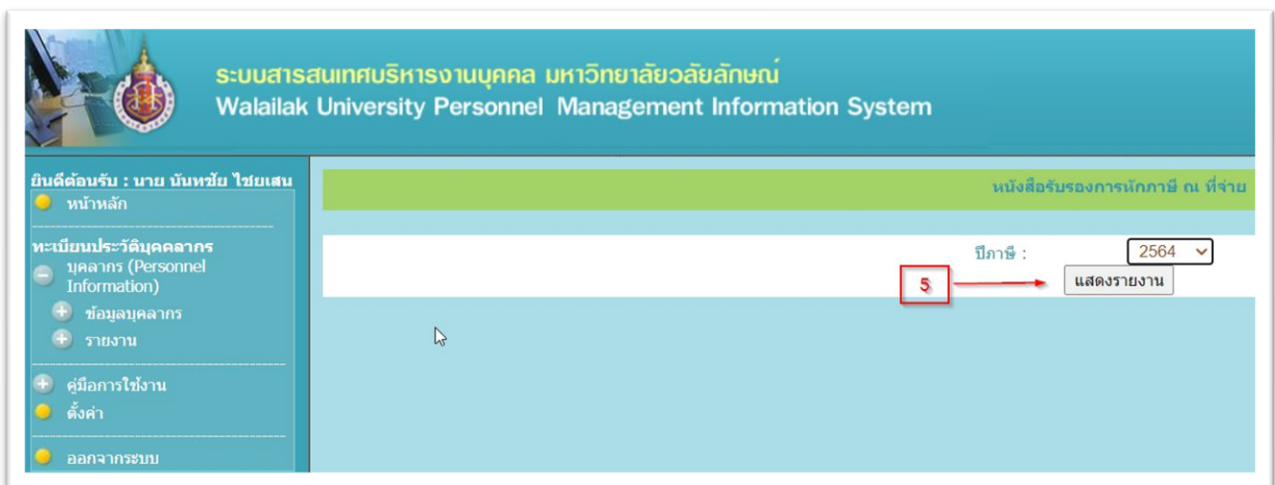 ระบบสารสนเทศบริหารงานบุคคล มหาวิทยาลัยวลัยลักษณ์
Walailak University Personnel Management Information System
ยินดีต้อนรับ : นาย นันทชัย ไชยเสน
หน้าหลัก
ทะเบียนประวัติบุคคลากร
บุคลากร (Personnel
Information)
ข้อมูลบุคลากร
รายงาน
คู่มือการใช้งาน
ตั้งค่า
ออกจากระบบ
หนังสือรับรองการหักภาษี ณ ที่จ่าย
ปีภาษี : 2564
5 แสดงรายงาน